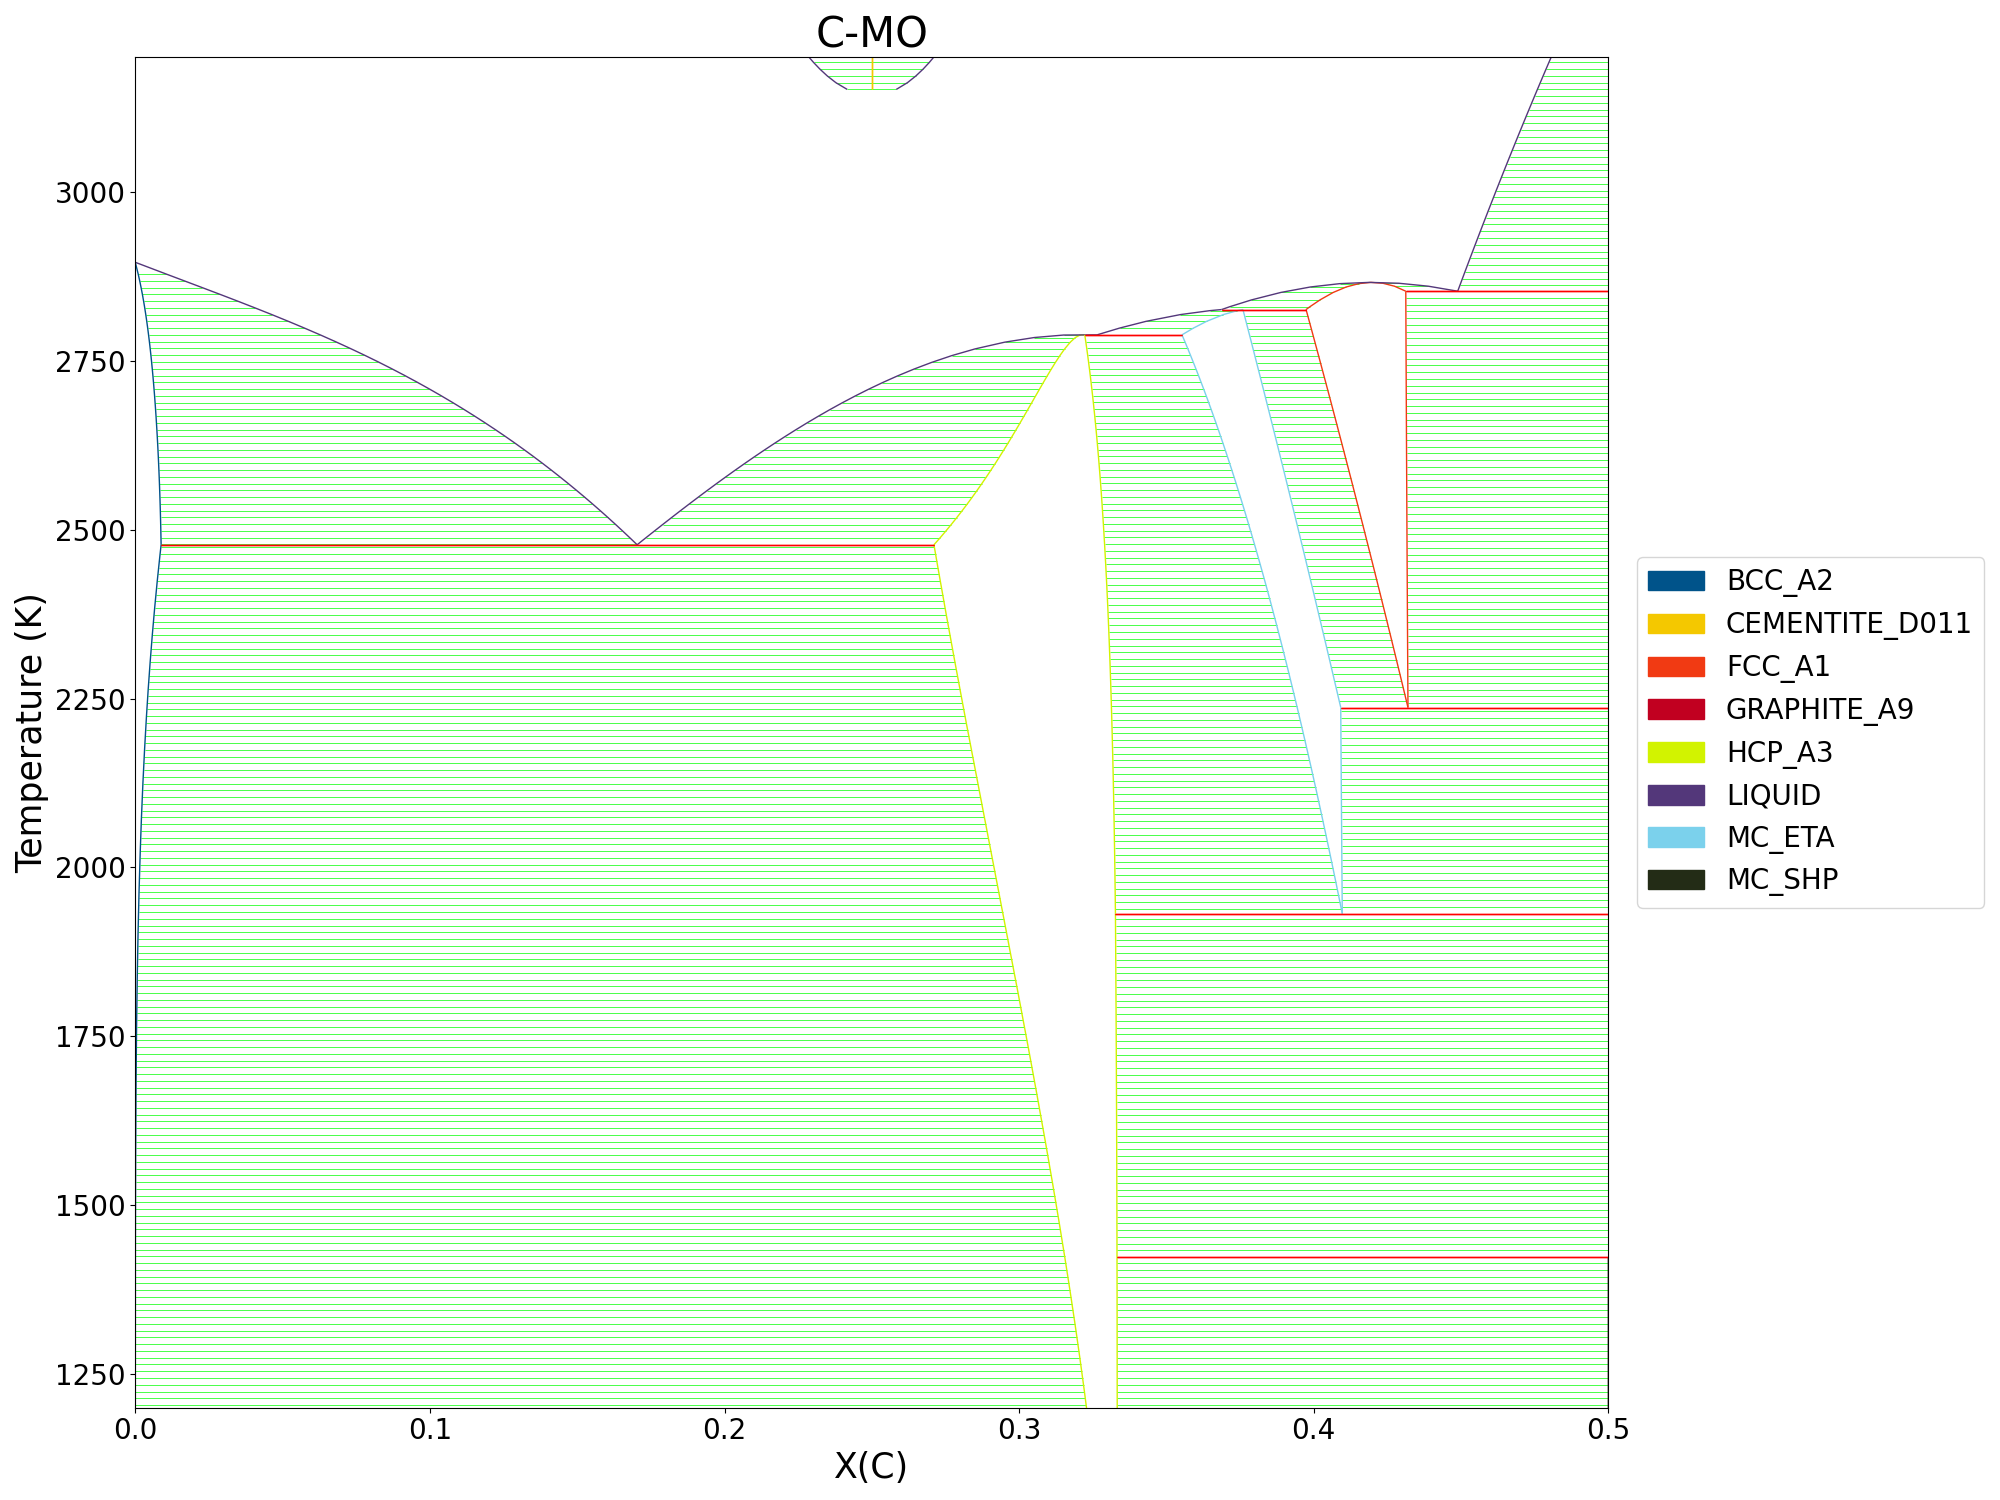 C-MO
Temperature (K)
3000
2750
2500
2250
2000
1750
1500
1250
0.0 0.1 0.2 0.3 0.4 0.5
X(C)
BCC_A2
CEMENTITE_D011
FCC_A1
GRAPHITE_A9
HCP_A3
LIQUID
MC_ETA
MC_SHP